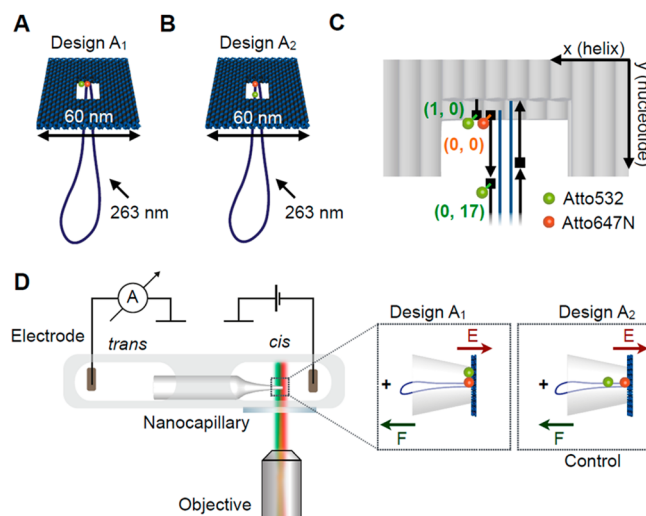 A
Design A₁
60 nm
263 nm
B
Design A₂
60 nm
263 nm
C
x (helix)
y (nucleotide)
(1, 0)
(0, 0)
(0, 17)
Atto532
Atto647N
D
A
Electrode
trans
cis
Nanocapillary
Objective
Design A₁
E
+
F
Design A₂
E
+
F
Control